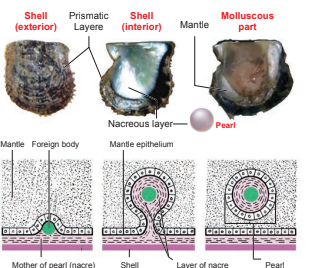 Shell
(exterior)
Prismatic
Layere
Shell
(interior)
Mantle
Molluscous
part
Nacreous layer
Pearl
Mantle Foreign body
Mantle epithelium
Mother of pearl (nacre)
Shell
Layer of nacre
Pearl